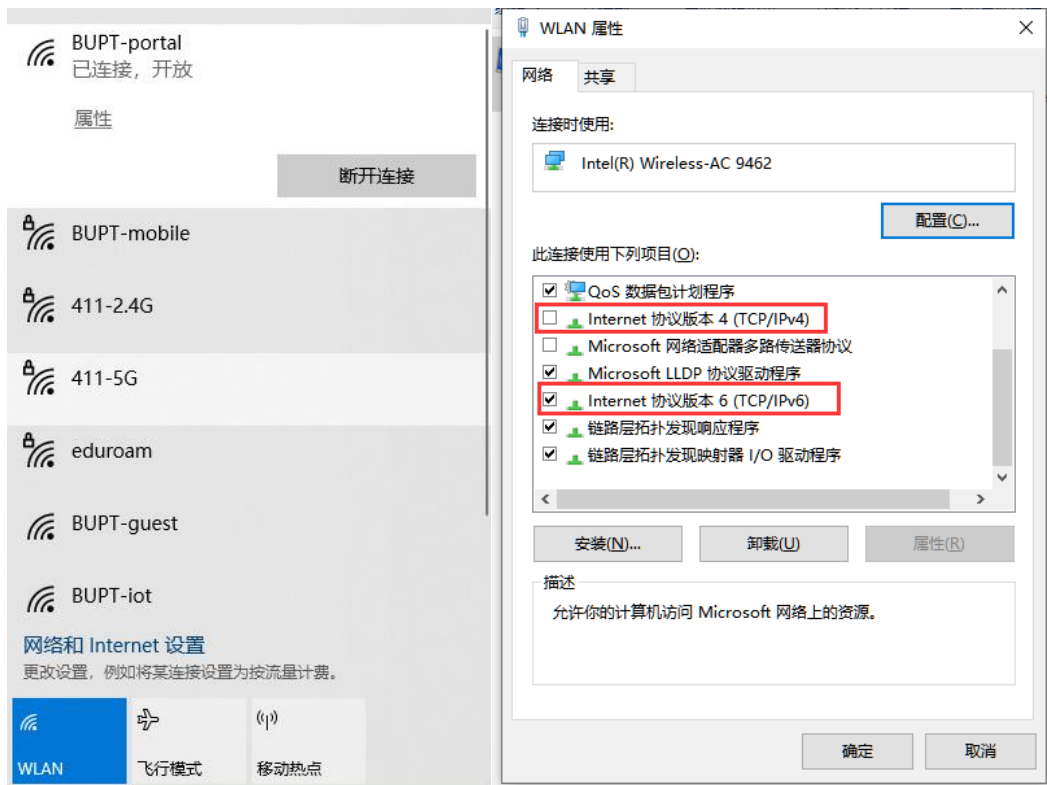 BUPT-portal
已连接，开放
属性
断开连接
BUPT-mobile
411-2.4G
411-5G
eduroam
BUPT-guest
BUPT-iot
网络和 Internet 设置
更改设置，例如将某连接设置为按流量计费。
WLAN
飞行模式
移动热点
WLAN 属性
网络
共享
连接时使用:
Intel(R) Wireless-AC 9462
配置(C)...
此连接使用下列项目(O):
QoS 数据包计划程序
Internet 协议版本 4 (TCP/IPv4)
Microsoft 网络适配器多路传送器协议
Microsoft LLDP 协议驱动程序
Internet 协议版本 6 (TCP/IPv6)
链路层拓扑发现响应程序
链路层拓扑发现映射器 I/O 驱动程序
安装(N)...
卸载(U)
属性(R)
描述
允许你的计算机访问 Microsoft 网络上的资源。
确定
取消